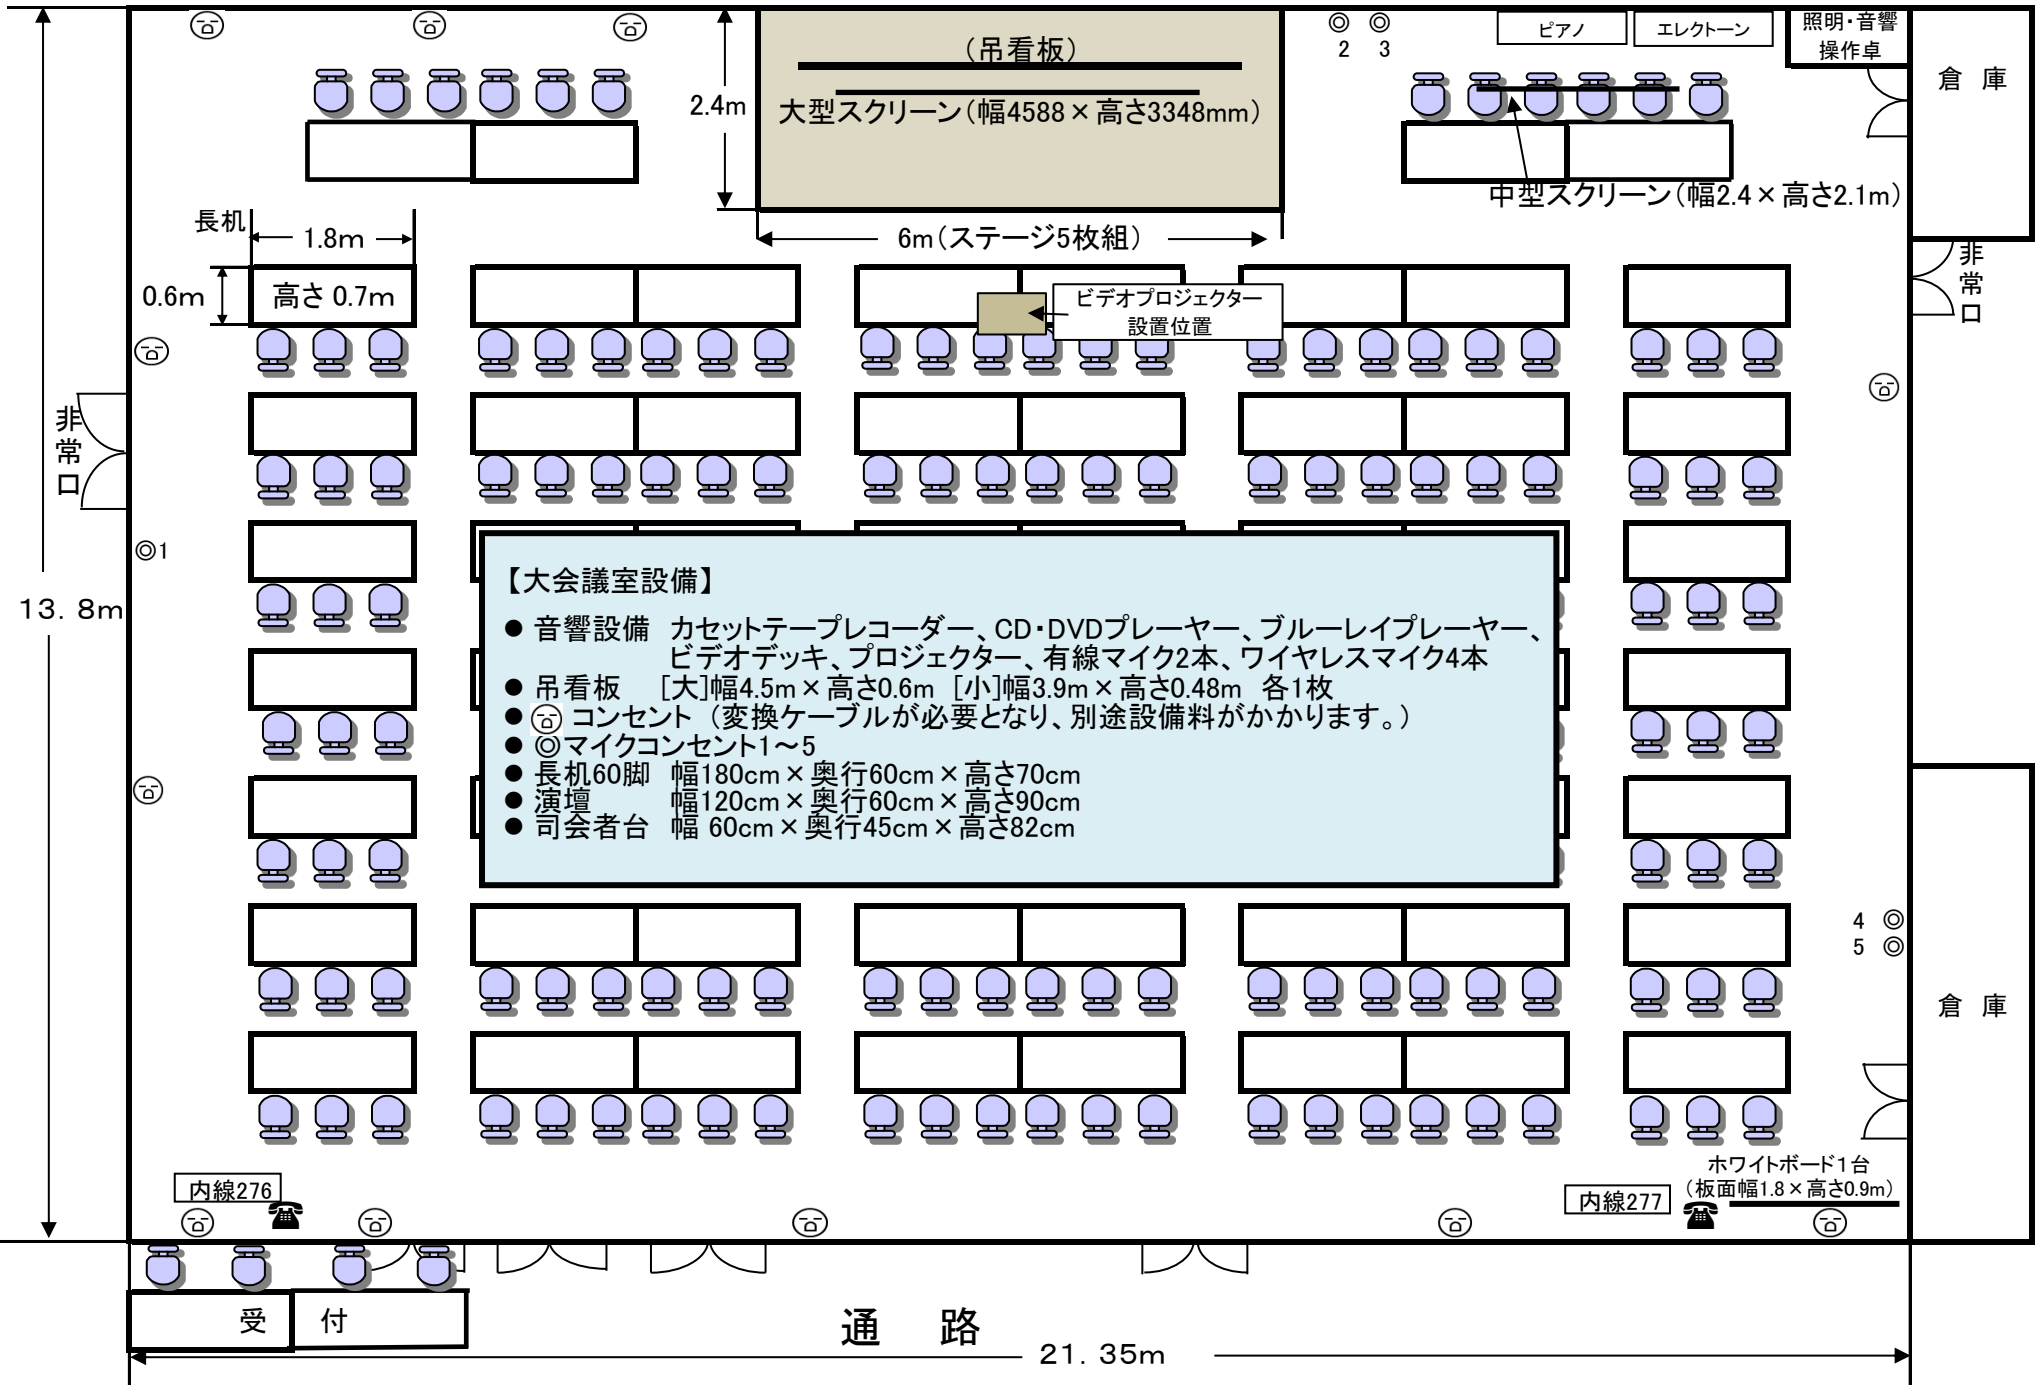 ◎ ◎
2 3
ピアノ
エレクトーン
照明・音響
操作卓
倉 庫
(吊看板)
2.4m
大型スクリーン(幅4588×高さ3348mm)
中型スクリーン(幅2.4×高さ2.1m)
長机
1.8m
6m(ステージ5枚組)
0.6m
高さ 0.7m
ビデオプロジェクター
設置位置
非常口
非常口
◎1
13. 8m
【大会議室設備】
● 音響設備 カセットテープレコーダー、CD・DVDプレーヤー、ブルーレイプレーヤー、
ビデオデッキ、プロジェクター、有線マイク2本、ワイヤレスマイク4本
● 吊看板 [大]幅4.5m×高さ0.6m [小]幅3.9m×高さ0.48m 各1枚
● コンセント (変換ケーブルが必要となり、別途設備料がかかります。)
● ◎マイクコンセント1～5
● 長机60脚 幅180cm×奥行60cm×高さ70cm
● 演壇 幅120cm×奥行60cm×高さ90cm
● 司会者台 幅 60cm×奥行45cm×高さ82cm
4 ◎
5 ◎
倉 庫
ホワイトボード1台
(板面幅1.8×高さ0.9m)
内線276
内線277
受 付
通 路
21. 35m